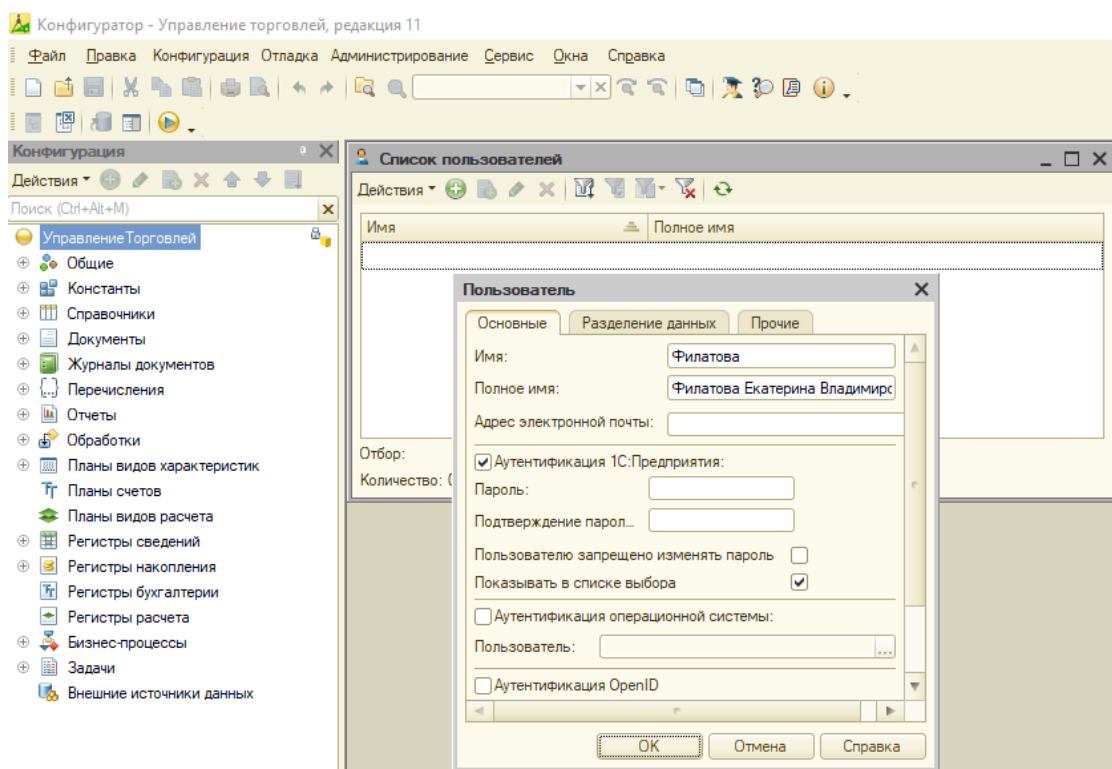 Конфигуратор - Управление торговлей, редакция 11
Файл Правка Конфигурация Отладка Администрирование Сервис Окна Справка
Конфигурация
Действия
Поиск (Ctrl+Alt+M)
УправлениеТорговлей
Общие
Константы
Справочники
Документы
Журналы документов
Перечисления
Отчеты
Обработки
Планы видов характеристик
Планы счетов
Планы видов расчета
Регистры сведений
Регистры накопления
Регистры бухгалтерии
Регистры расчета
Бизнес-процессы
Задачи
Внешние источники данных
Список пользователей
Действия
Имя Полное имя
Отбор:
Количество:
Пользователь
Основные Разделение данных Прочие
Имя: Филатова
Полное имя: Филатова Екатерина Владимирс
Адрес электронной почты:
Аутентификация 1С:Предприятия:
Пароль:
Подтверждение парол...
Пользователю запрещено изменять пароль
Показывать в списке выбора
Аутентификация операционной системы:
Пользователь: ...
Аутентификация OpenID
OK Отмена Справка